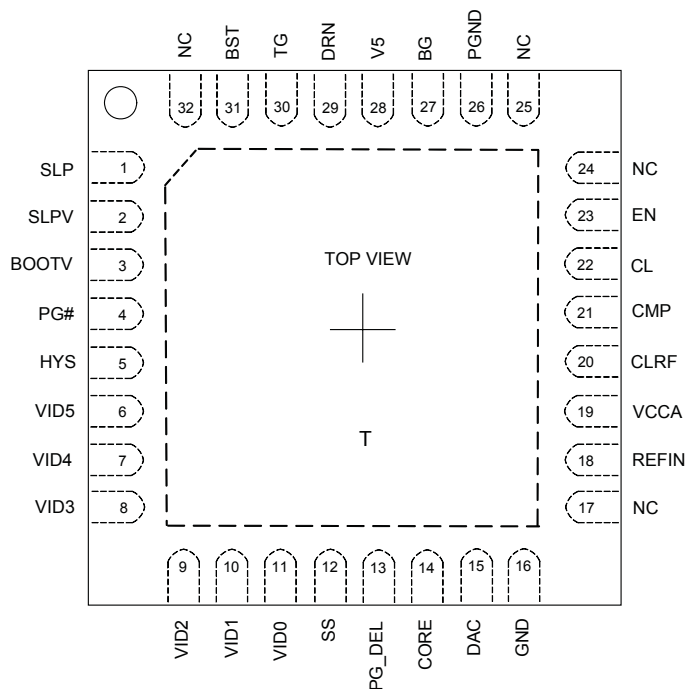 NC BST TG DRN V5 BG PGND NC
32 31 30 29 28 27 26 25
SLP 1 24 NC
SLPV 2 23 EN
BOOTV 3 TOP VIEW 22 CL
PG# 4 21 CMP
HYS 5 20 CLRF
VID5 6 19 VCCA
T
VID4 7 18 REFIN
VID3 8 17 NC
9 10 11 12 13 14 15 16
VID2 VID1 VID0 SS PG_DEL CORE DAC GND